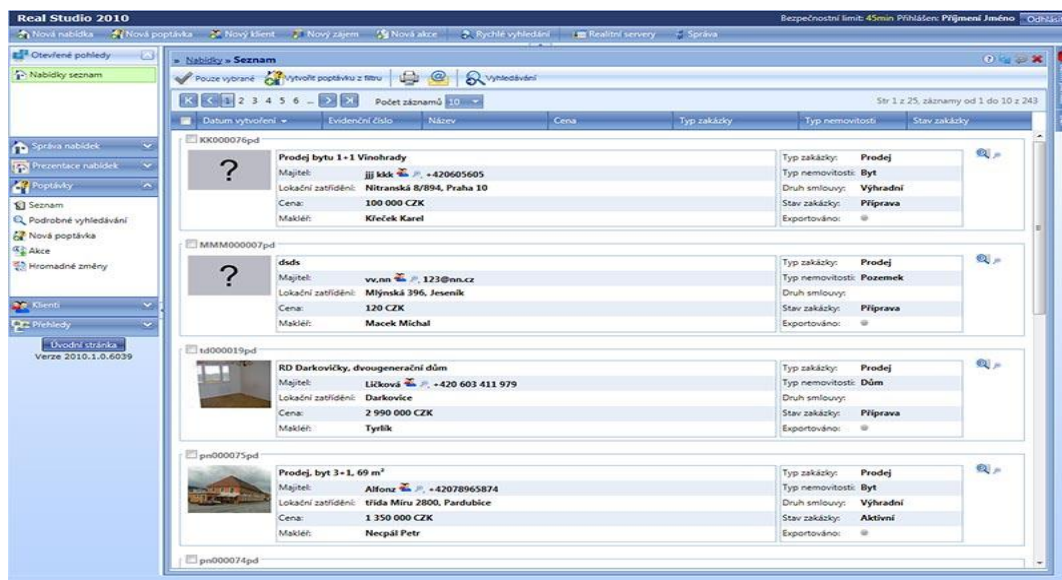 Real Studio 2010
Bezpečnostní limit: 45min Přihlášen: Příjmení Jméno Odhlásit
Nová nabídka Nová poptávka Nový klient Nový zájem Nová akce Rychlé vyhledání Realitní servery Správa
Otevřené pohledy
Nabídky seznam
Správa nabídek
Prezentace nabídek
Poptávky
Seznam
Podrobné vyhledávání
Nová poptávka
Akce
Hromadné změny
Klienti
Přehledy
Úvodní stránka
Verze 2010.1.0.6039
» Nabídky » Seznam
Pouze vybrané Vytvořit poptávku z filtru Vyhledávání
1 2 3 4 5 6 ... Počet záznamů 10 Str 1 z 25, záznamy od 1 do 10 z 243
Datum vytvoření Evidenční číslo Název Cena Typ zakázky Typ nemovitosti Stav zakázky
KK000076pd
Prodej bytu 1+1 Vinohrady Typ zakázky: Prodej
Majitel: jjj kkk , +420605605 Typ nemovitosti: Byt
Lokační zatřídění: Nitranská 8/894, Praha 10 Druh smlouvy: Výhradní
Cena: 100 000 CZK Stav zakázky: Příprava
Makléř: Křeček Karel Exportováno:
MMM000007pd
dsds Typ zakázky: Prodej
Majitel: vv,nn , 123@nn.cz Typ nemovitosti: Pozemek
Lokační zatřídění: Mlýnská 396, Jeseník Druh smlouvy:
Cena: 120 CZK Stav zakázky: Příprava
Makléř: Macek Michal Exportováno:
td000019pd
RD Darkovičky, dvougenerační dům Typ zakázky: Prodej
Majitel: Ličková , +420 603 411 979 Typ nemovitosti: Dům
Lokační zatřídění: Darkovice Druh smlouvy:
Cena: 2 990 000 CZK Stav zakázky: Příprava
Makléř: Tyrlík Exportováno:
pn000075pd
Prodej, byt 3+1, 69 m² Typ zakázky: Prodej
Majitel: Alfonz , +42078965874 Typ nemovitosti: Byt
Lokační zatřídění: třída Míru 2800, Pardubice Druh smlouvy: Výhradní
Cena: 1 350 000 CZK Stav zakázky: Aktivní
Makléř: Necpál Petr Exportováno:
pn000074pd